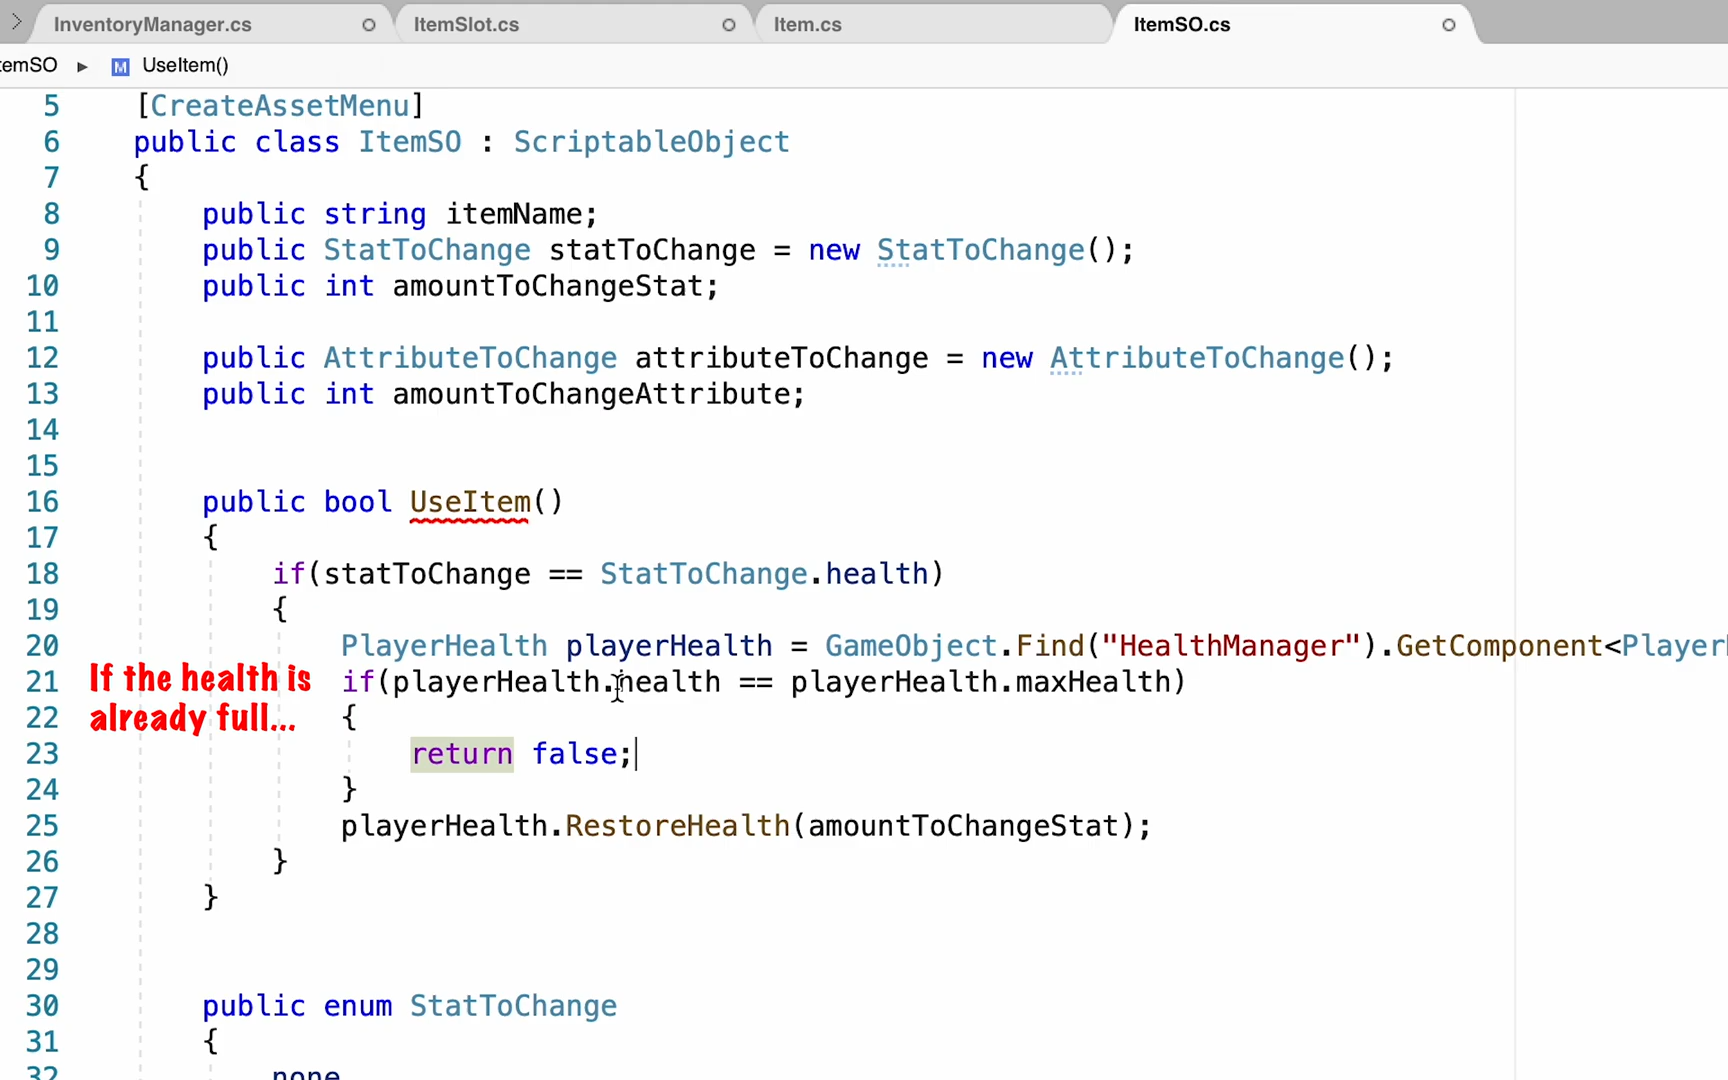 InventoryManager.cs ItemSlot.cs Item.cs ItemSO.cs
temSO ▸ M UseItem()
5 [CreateAssetMenu]
6 public class ItemSO : ScriptableObject
7 {
8 public string itemName;
9 public StatToChange statToChange = new StatToChange();
10 public int amountToChangeStat;
11
12 public AttributeToChange attributeToChange = new AttributeToChange();
13 public int amountToChangeAttribute;
14
15
16 public bool UseItem()
17 {
18 if(statToChange == StatToChange.health)
19 {
20 PlayerHealth playerHealth = GameObject.Find("HealthManager").GetComponent<Player
If the health is
already full...
21 if(playerHealth.health == playerHealth.maxHealth)
22 {
23 return false;
24 }
25 playerHealth.RestoreHealth(amountToChangeStat);
26 }
27 }
28
29
30 public enum StatToChange
31 {
32 none